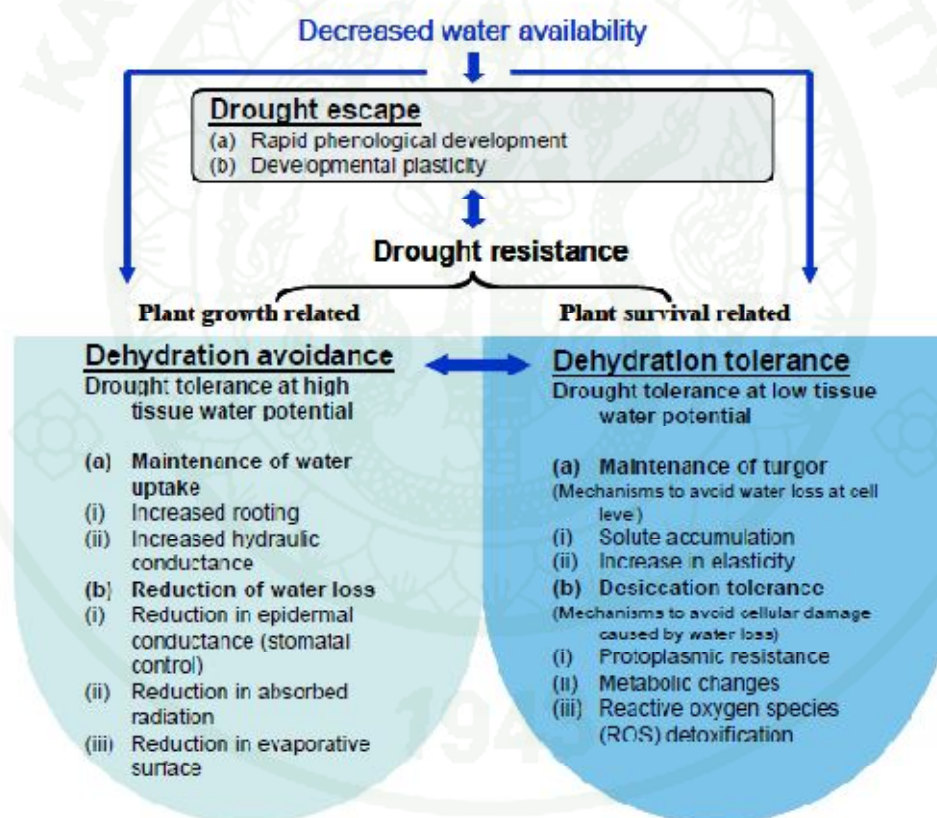 Decreased water availability
Drought escape
(a) Rapid phenological development
(b) Developmental plasticity
Drought resistance
Plant growth related
Plant survival related
Dehydration avoidance
Drought tolerance at high
tissue water potential
(a) Maintenance of water
uptake
(i) Increased rooting
(ii) Increased hydraulic
conductance
(b) Reduction of water loss
(i) Reduction in epidermal
conductance (stomatal
control)
(ii) Reduction in absorbed
radiation
(iii) Reduction in evaporative
surface
Dehydration tolerance
Drought tolerance at low tissue
water potential
(a) Maintenance of turgor
(Mechanisms to avoid water loss at cell
level)
(i) Solute accumulation
(ii) Increase in elasticity
(b) Desiccation tolerance
(Mechanisms to avoid cellular damage
caused by water loss)
(i) Protoplasmic resistance
(ii) Metabolic changes
(iii) Reactive oxygen species
(ROS) detoxification